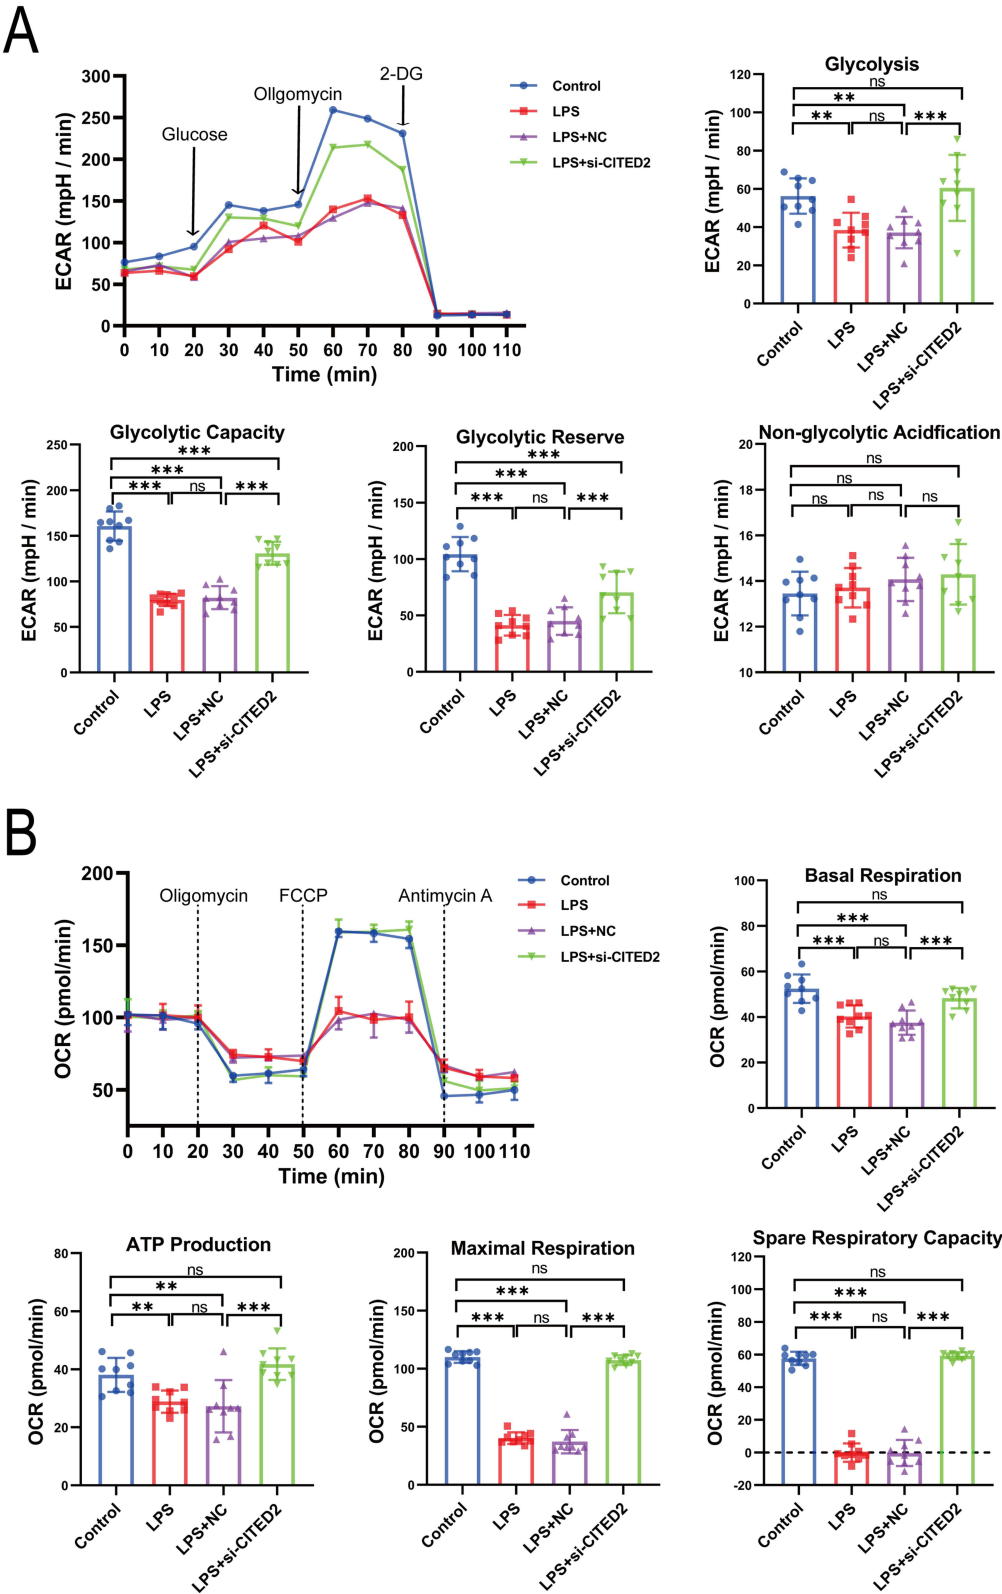 A
300
250
200
150
100
50
0
ECAR (mpH / min)
Glucose
Ollgomycin
2-DG
Control
LPS
LPS+NC
LPS+si-CITED2
0 10 20 30 40 50 60 70 80 90 100 110
Time (min)
Glycolysis
120
100
80
60
40
20
0
ECAR (mpH / min)
ns
**
** ns ***
Control LPS LPS+NC LPS+si-CITED2
Glycolytic Capacity
250
200
150
100
50
0
ECAR (mpH / min)
***
***
*** ns ***
Control LPS LPS+NC LPS+si-CITED2
Glycolytic Reserve
200
150
100
50
0
ECAR (mpH / min)
***
***
*** ns ***
Control LPS LPS+NC LPS+si-CITED2
Non-glycolytic Acidfication
20
18
16
14
12
10
ECAR (mpH / min)
ns
ns
ns ns ns
Control LPS LPS+NC LPS+si-CITED2
B
200
150
100
50
OCR (pmol/min)
Oligomycin FCCP Antimycin A
Control
LPS
LPS+NC
LPS+si-CITED2
0 10 20 30 40 50 60 70 80 90 100 110
Time (min)
Basal Respiration
100
80
60
40
20
0
OCR (pmol/min)
ns
***
*** ns ***
Control LPS LPS+NC LPS+si-CITED2
ATP Production
80
60
40
20
0
OCR (pmol/min)
ns
**
** ns ***
Control LPS LPS+NC LPS+si-CITED2
Maximal Respiration
200
150
100
50
0
OCR (pmol/min)
ns
***
*** ns ***
Control LPS LPS+NC LPS+si-CITED2
Spare Respiratory Capacity
120
100
80
60
40
20
0
-20
OCR (pmol/min)
ns
***
*** ns ***
Control LPS LPS+NC LPS+si-CITED2